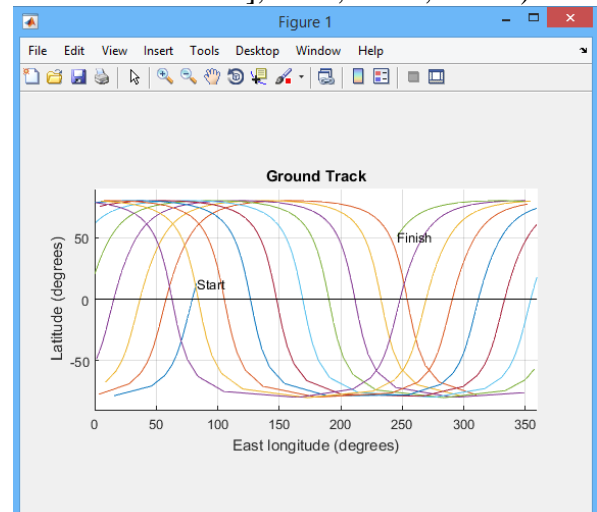 Figure 1
File Edit View Insert Tools Desktop Window Help
Ground Track
Latitude (degrees)
50
0
-50
Start
Finish
0 50 100 150 200 250 300 350
East longitude (degrees)